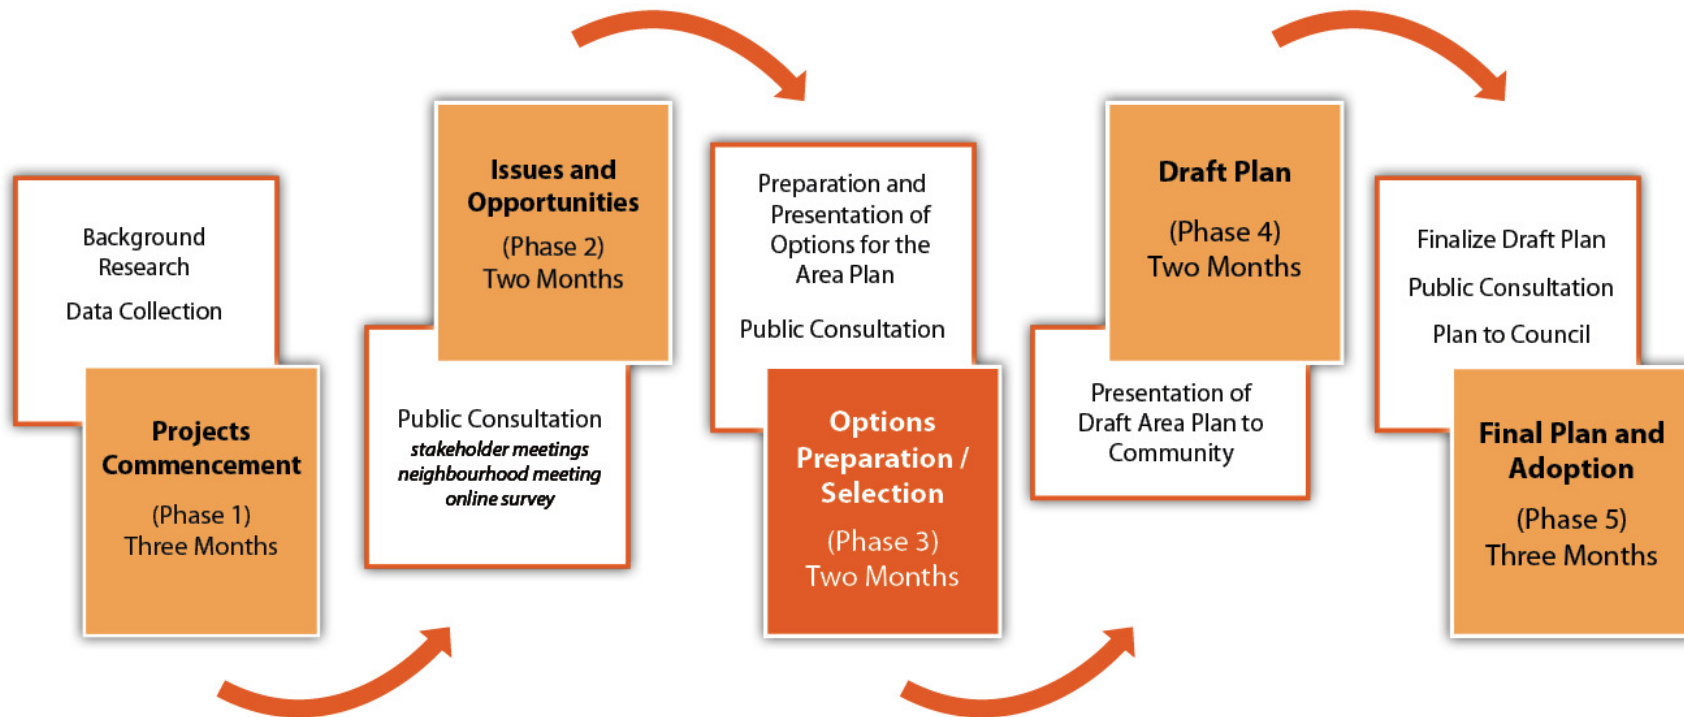 Background
Research
Data Collection
Projects
Commencement
(Phase 1)
Three Months
Issues and
Opportunities
(Phase 2)
Two Months
Public Consultation
stakeholder meetings
neighbourhood meeting
online survey
Preparation and
Presentation of
Options for the
Area Plan
Public Consultation
Options
Preparation /
Selection
(Phase 3)
Two Months
Draft Plan
(Phase 4)
Two Months
Presentation of
Draft Area Plan to
Community
Finalize Draft Plan
Public Consultation
Plan to Council
Final Plan and
Adoption
(Phase 5)
Three Months